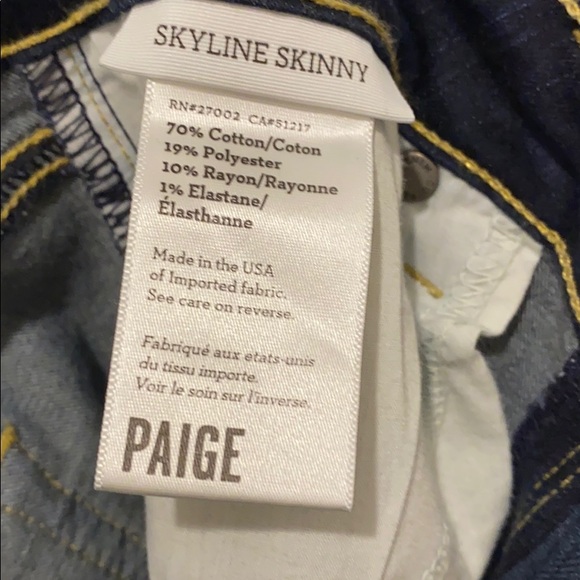 SKYLINE SKINNY
RN#27002 CA#51217
70% Cotton/Coton
19% Polyester
10% Rayon/Rayonne
1% Elastane/
Élasthanne
Made in the USA
of Imported fabric.
See care on reverse.
Fabriqué aux etats-unis
du tissu importe.
Voir le soin sur l'inverse.
PAIGE